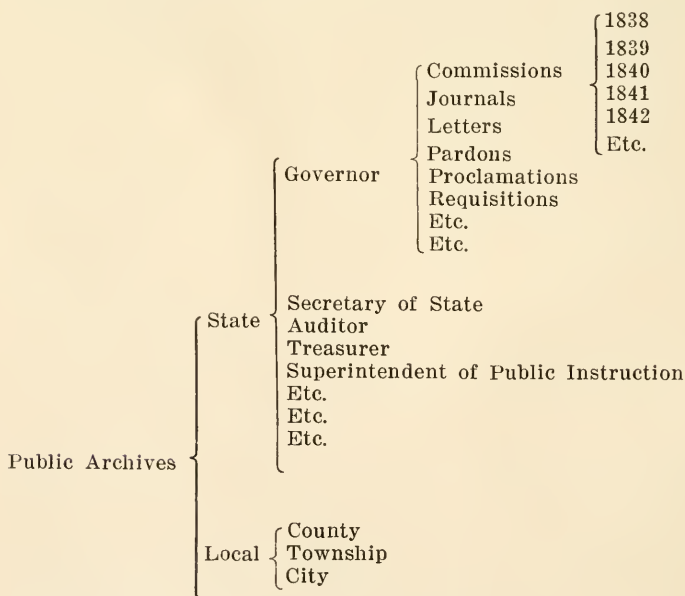 1838
1839
Commissions 1840
Journals 1841
Letters 1842
Pardons Etc.
Governor
Proclamations
Requisitions
Etc.
Etc.
Secretary of State
State
Auditor
Treasurer
Superintendent of Public Instruction
Etc.
Etc.
Etc.
Public Archives
County
Local Township
City